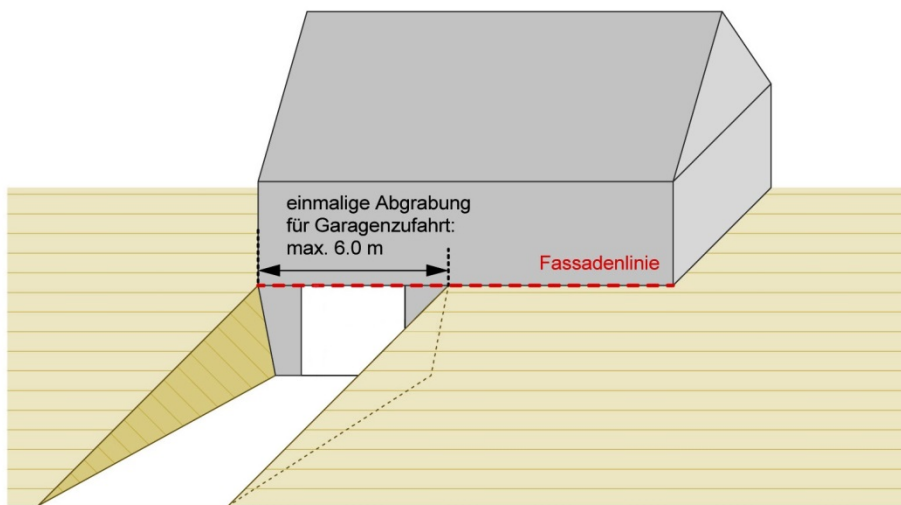 einmalige Abgrabung
für Garagenzufahrt:
max. 6.0 m
Fassadenlinie